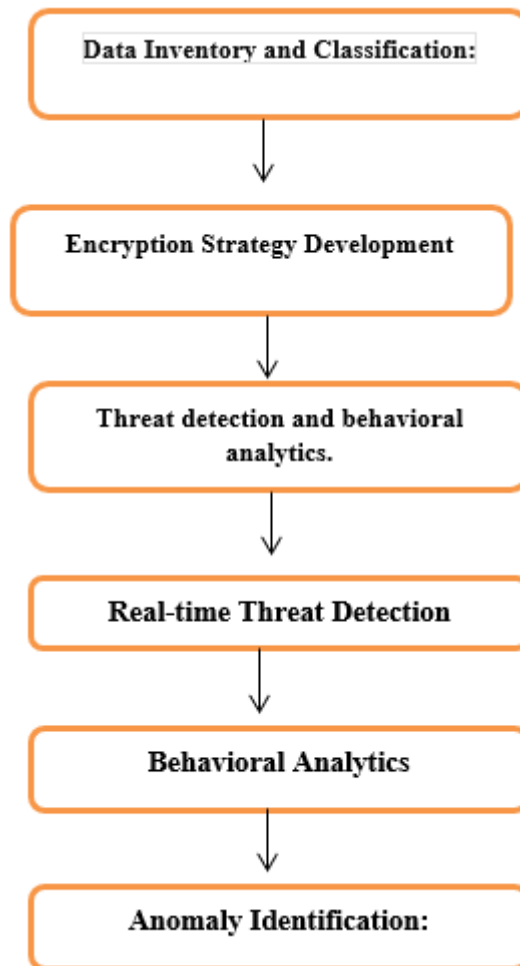 Data Inventory and Classification:
Encryption Strategy Development
Threat detection and behavioral
analytics.
Real-time Threat Detection
Behavioral Analytics
Anomaly Identification: